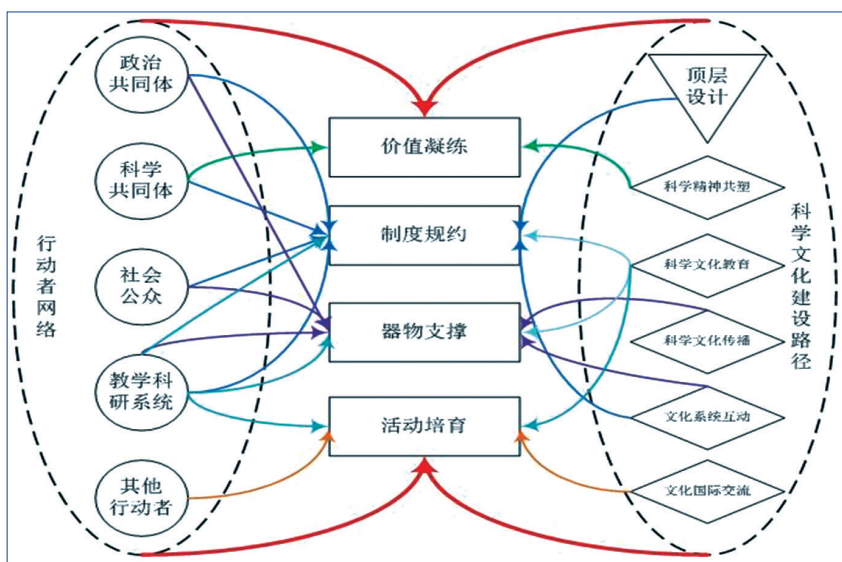 行动者网络
政治
共同体
科学
共同体
社会
公众
教学科
研系统
其他
行动者
价值凝练
制度规约
器物支撑
活动培育
顶层
设计
科学精神共塑
科学文化教育
科学文化传播
文化系统互动
文化国际交流
科学文化建设路径